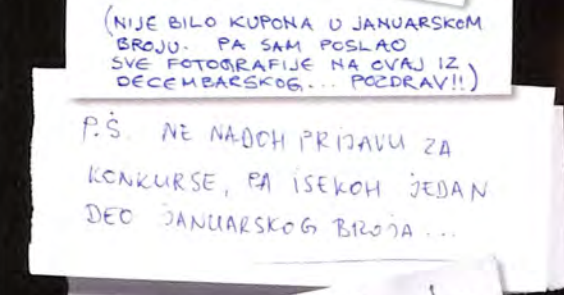 (NIJE BILO KUPONA U JANUARSKOM
BROJU. PA SAM POSLAO
SVE FOTOGRAFIJE NA OVAJ IZ
DECEMBARSKOG... POZDRAV!!)
P.Š. NE NAĐOH PRIJAVU ZA
KONKURSE, PA ISEKOH JEDAN
DEO JANUARSKOG BROJA...